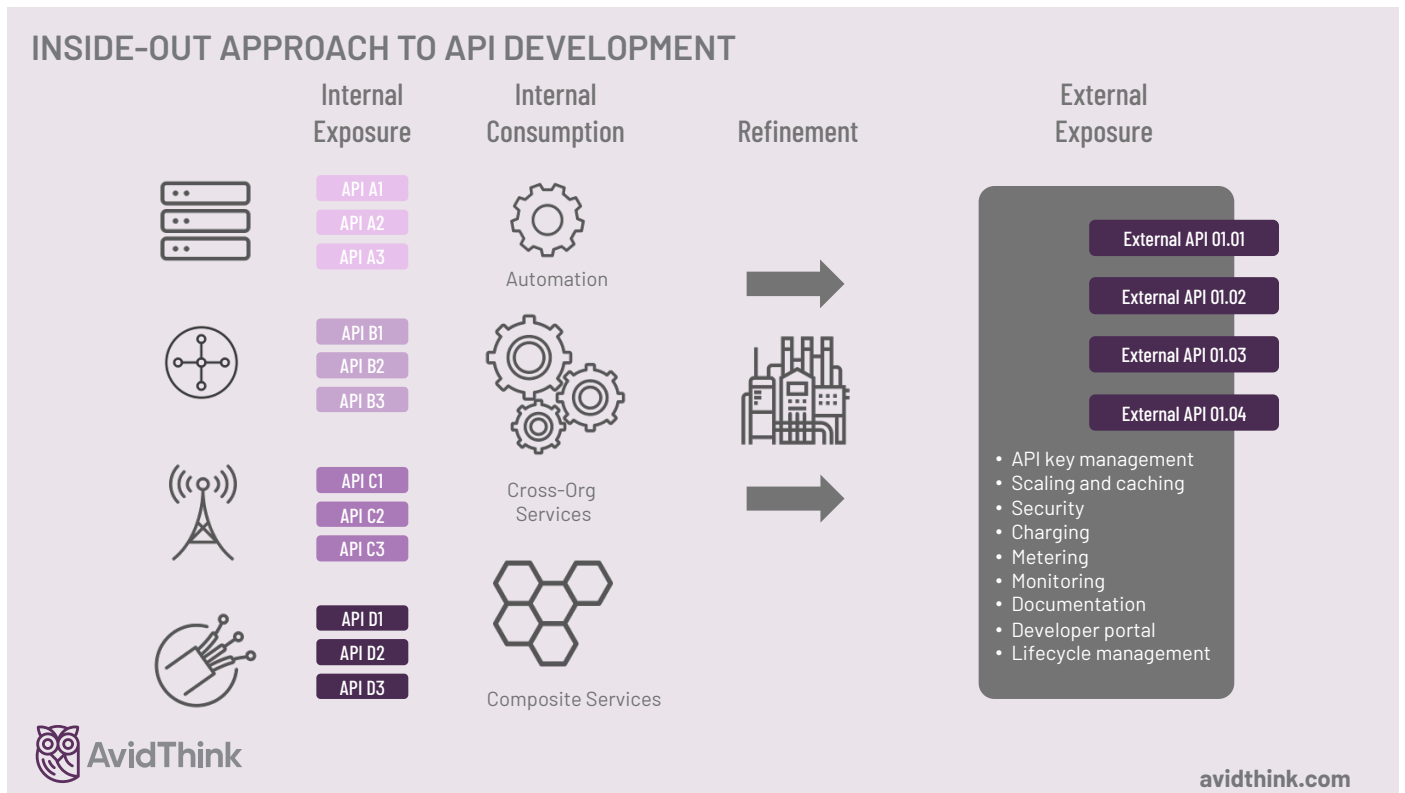 INSIDE-OUT APPROACH TO API DEVELOPMENT
Internal
Exposure
Internal
Consumption
Refinement
External
Exposure
API A1
API A2
API A3
Automation
API B1
API B2
API B3
Cross-Org
Services
API C1
API C2
API C3
API D1
API D2
API D3
Composite Services
External API 01.01
External API 01.02
External API 01.03
External API 01.04
• API key management
• Scaling and caching
• Security
• Charging
• Metering
• Monitoring
• Documentation
• Developer portal
• Lifecycle management
AvidThink
avidthink.com